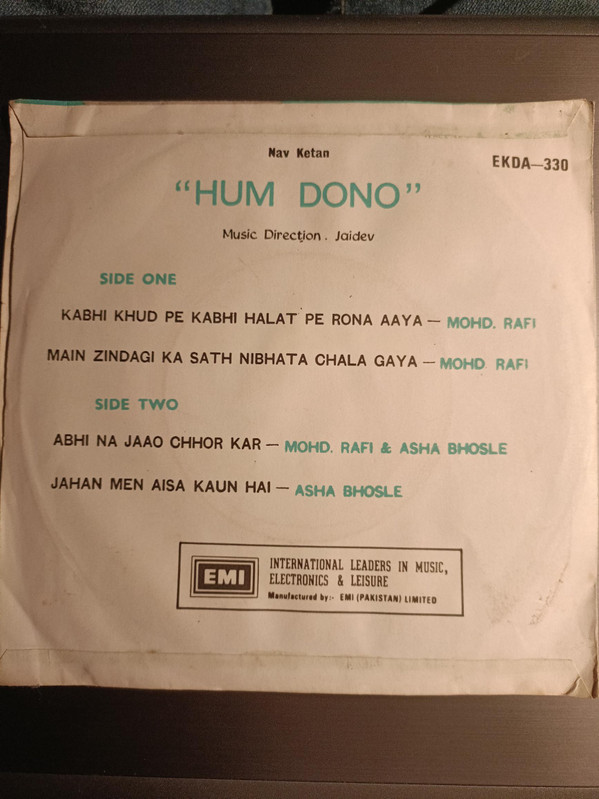 Nav Ketan
EKDA—330
"HUM DONO"
Music Direction . Jaidev
SIDE ONE
KABHI KHUD PE KABHI HALAT PE RONA AAYA — MOHD. RAFI
MAIN ZINDAGI KA SATH NIBHATA CHALA GAYA — MOHD RAFI
SIDE TWO
ABHI NA JAAO CHHOR KAR — MOHD. RAFI & ASHA BHOSLE
JAHAN MEN AISA KAUN HAI — ASHA BHOSLE
EMI
INTERNATIONAL LEADERS IN MUSIC,
ELECTRONICS & LEISURE
Manufactured by:- EMI (PAKISTAN) LIMITED